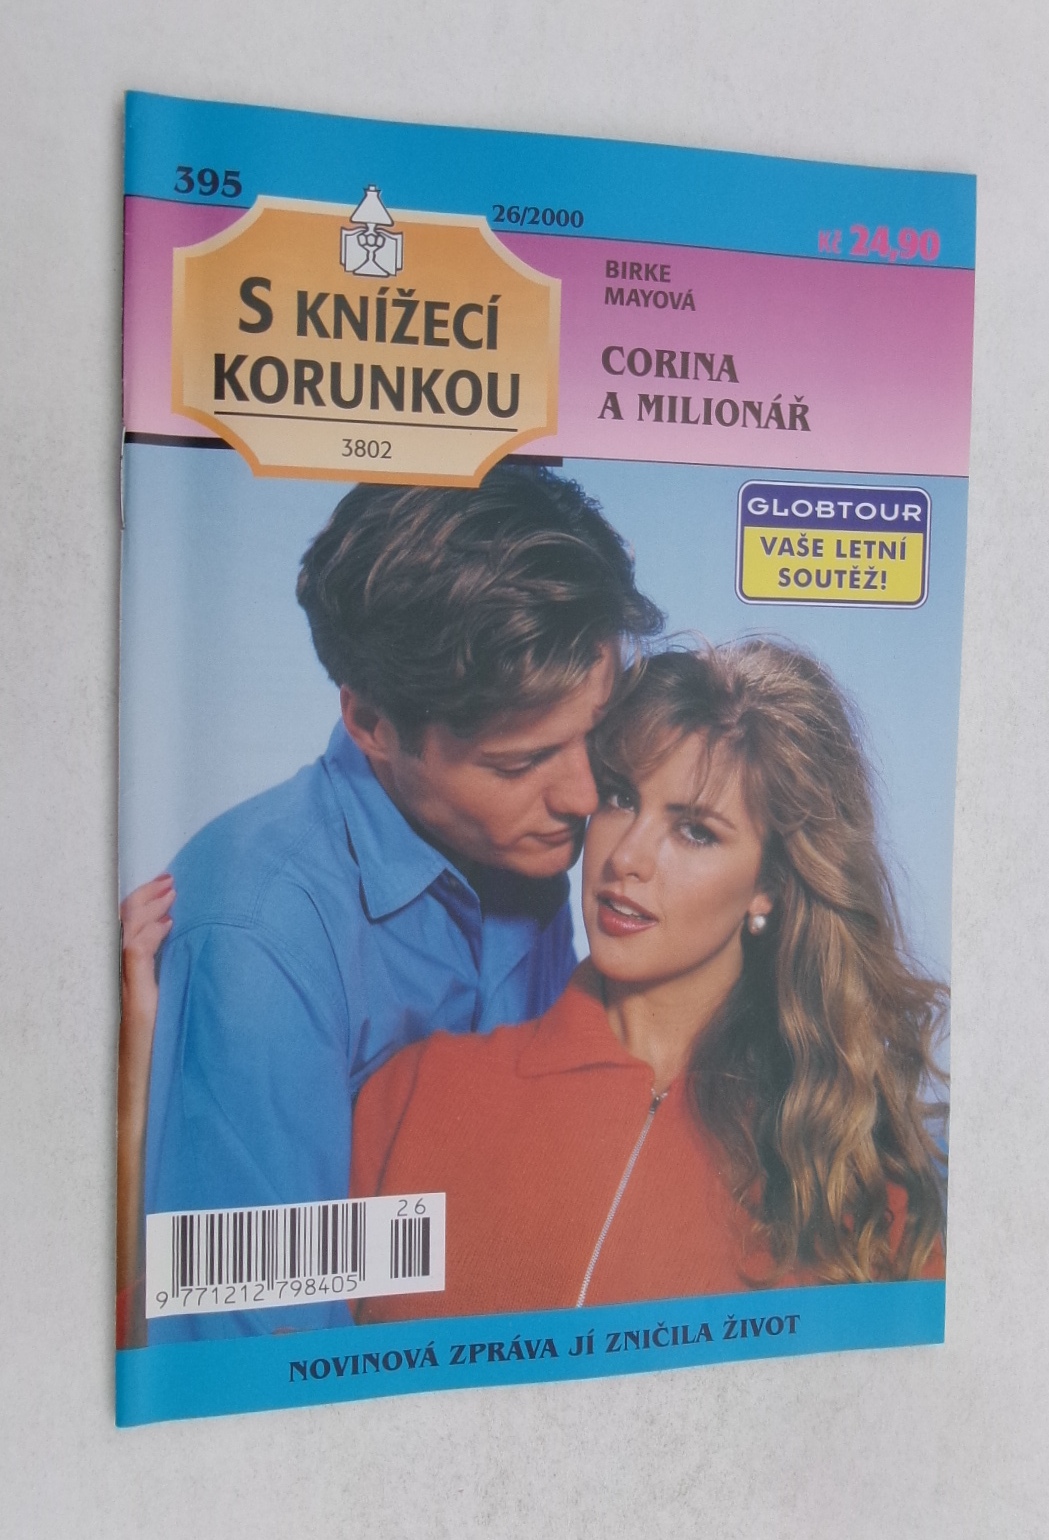 395
26/2000
Kč 24,90
S KNÍŽECÍ
KORUNKOU
3802
BIRKE
MAYOVÁ
CORINA
A MILIONÁŘ
GLOBTOUR
VAŠE LETNÍ
SOUTĚŽ!
26
9 771212 798405
NOVINOVÁ ZPRÁVA JÍ ZNIČILA ŽIVOT